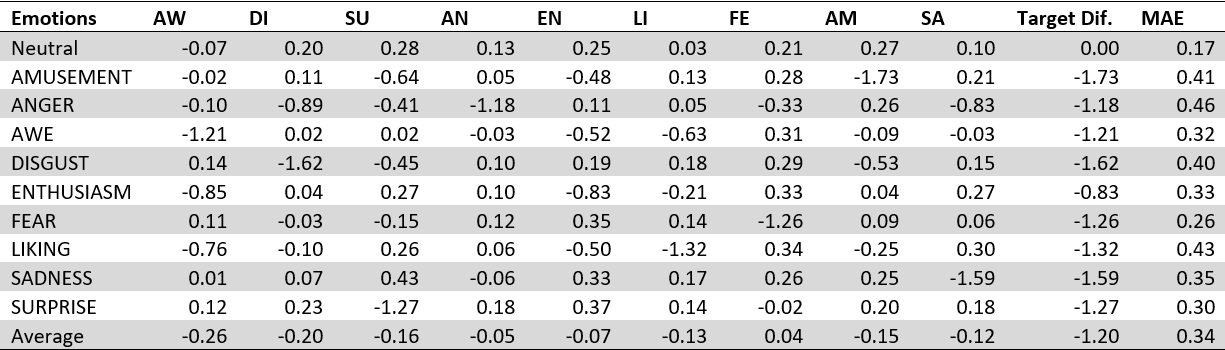 Emotions AW DI SU AN EN LI FE AM SA Target Dif. MAE
Neutral -0.07 0.20 0.28 0.13 0.25 0.03 0.21 0.27 0.10 0.00 0.17
AMUSEMENT -0.02 0.11 -0.64 0.05 -0.48 0.13 0.28 -1.73 0.21 -1.73 0.41
ANGER -0.10 -0.89 -0.41 -1.18 0.11 0.05 -0.33 0.26 -0.83 -1.18 0.46
AWE -1.21 0.02 0.02 -0.03 -0.52 -0.63 0.31 -0.09 -0.03 -1.21 0.32
DISGUST 0.14 -1.62 -0.45 0.10 0.19 0.18 0.29 -0.53 0.15 -1.62 0.40
ENTHUSIASM -0.85 0.04 0.27 0.10 -0.83 -0.21 0.33 0.04 0.27 -0.83 0.33
FEAR 0.11 -0.03 -0.15 0.12 0.35 0.14 -1.26 0.09 0.06 -1.26 0.26
LIKING -0.76 -0.10 0.26 0.06 -0.50 -1.32 0.34 -0.25 0.30 -1.32 0.43
SADNESS 0.01 0.07 0.43 -0.06 0.33 0.17 0.26 0.25 -1.59 -1.59 0.35
SURPRISE 0.12 0.23 -1.27 0.18 0.37 0.14 -0.02 0.20 0.18 -1.27 0.30
Average -0.26 -0.20 -0.16 -0.05 -0.07 -0.13 0.04 -0.15 -0.12 -1.20 0.34